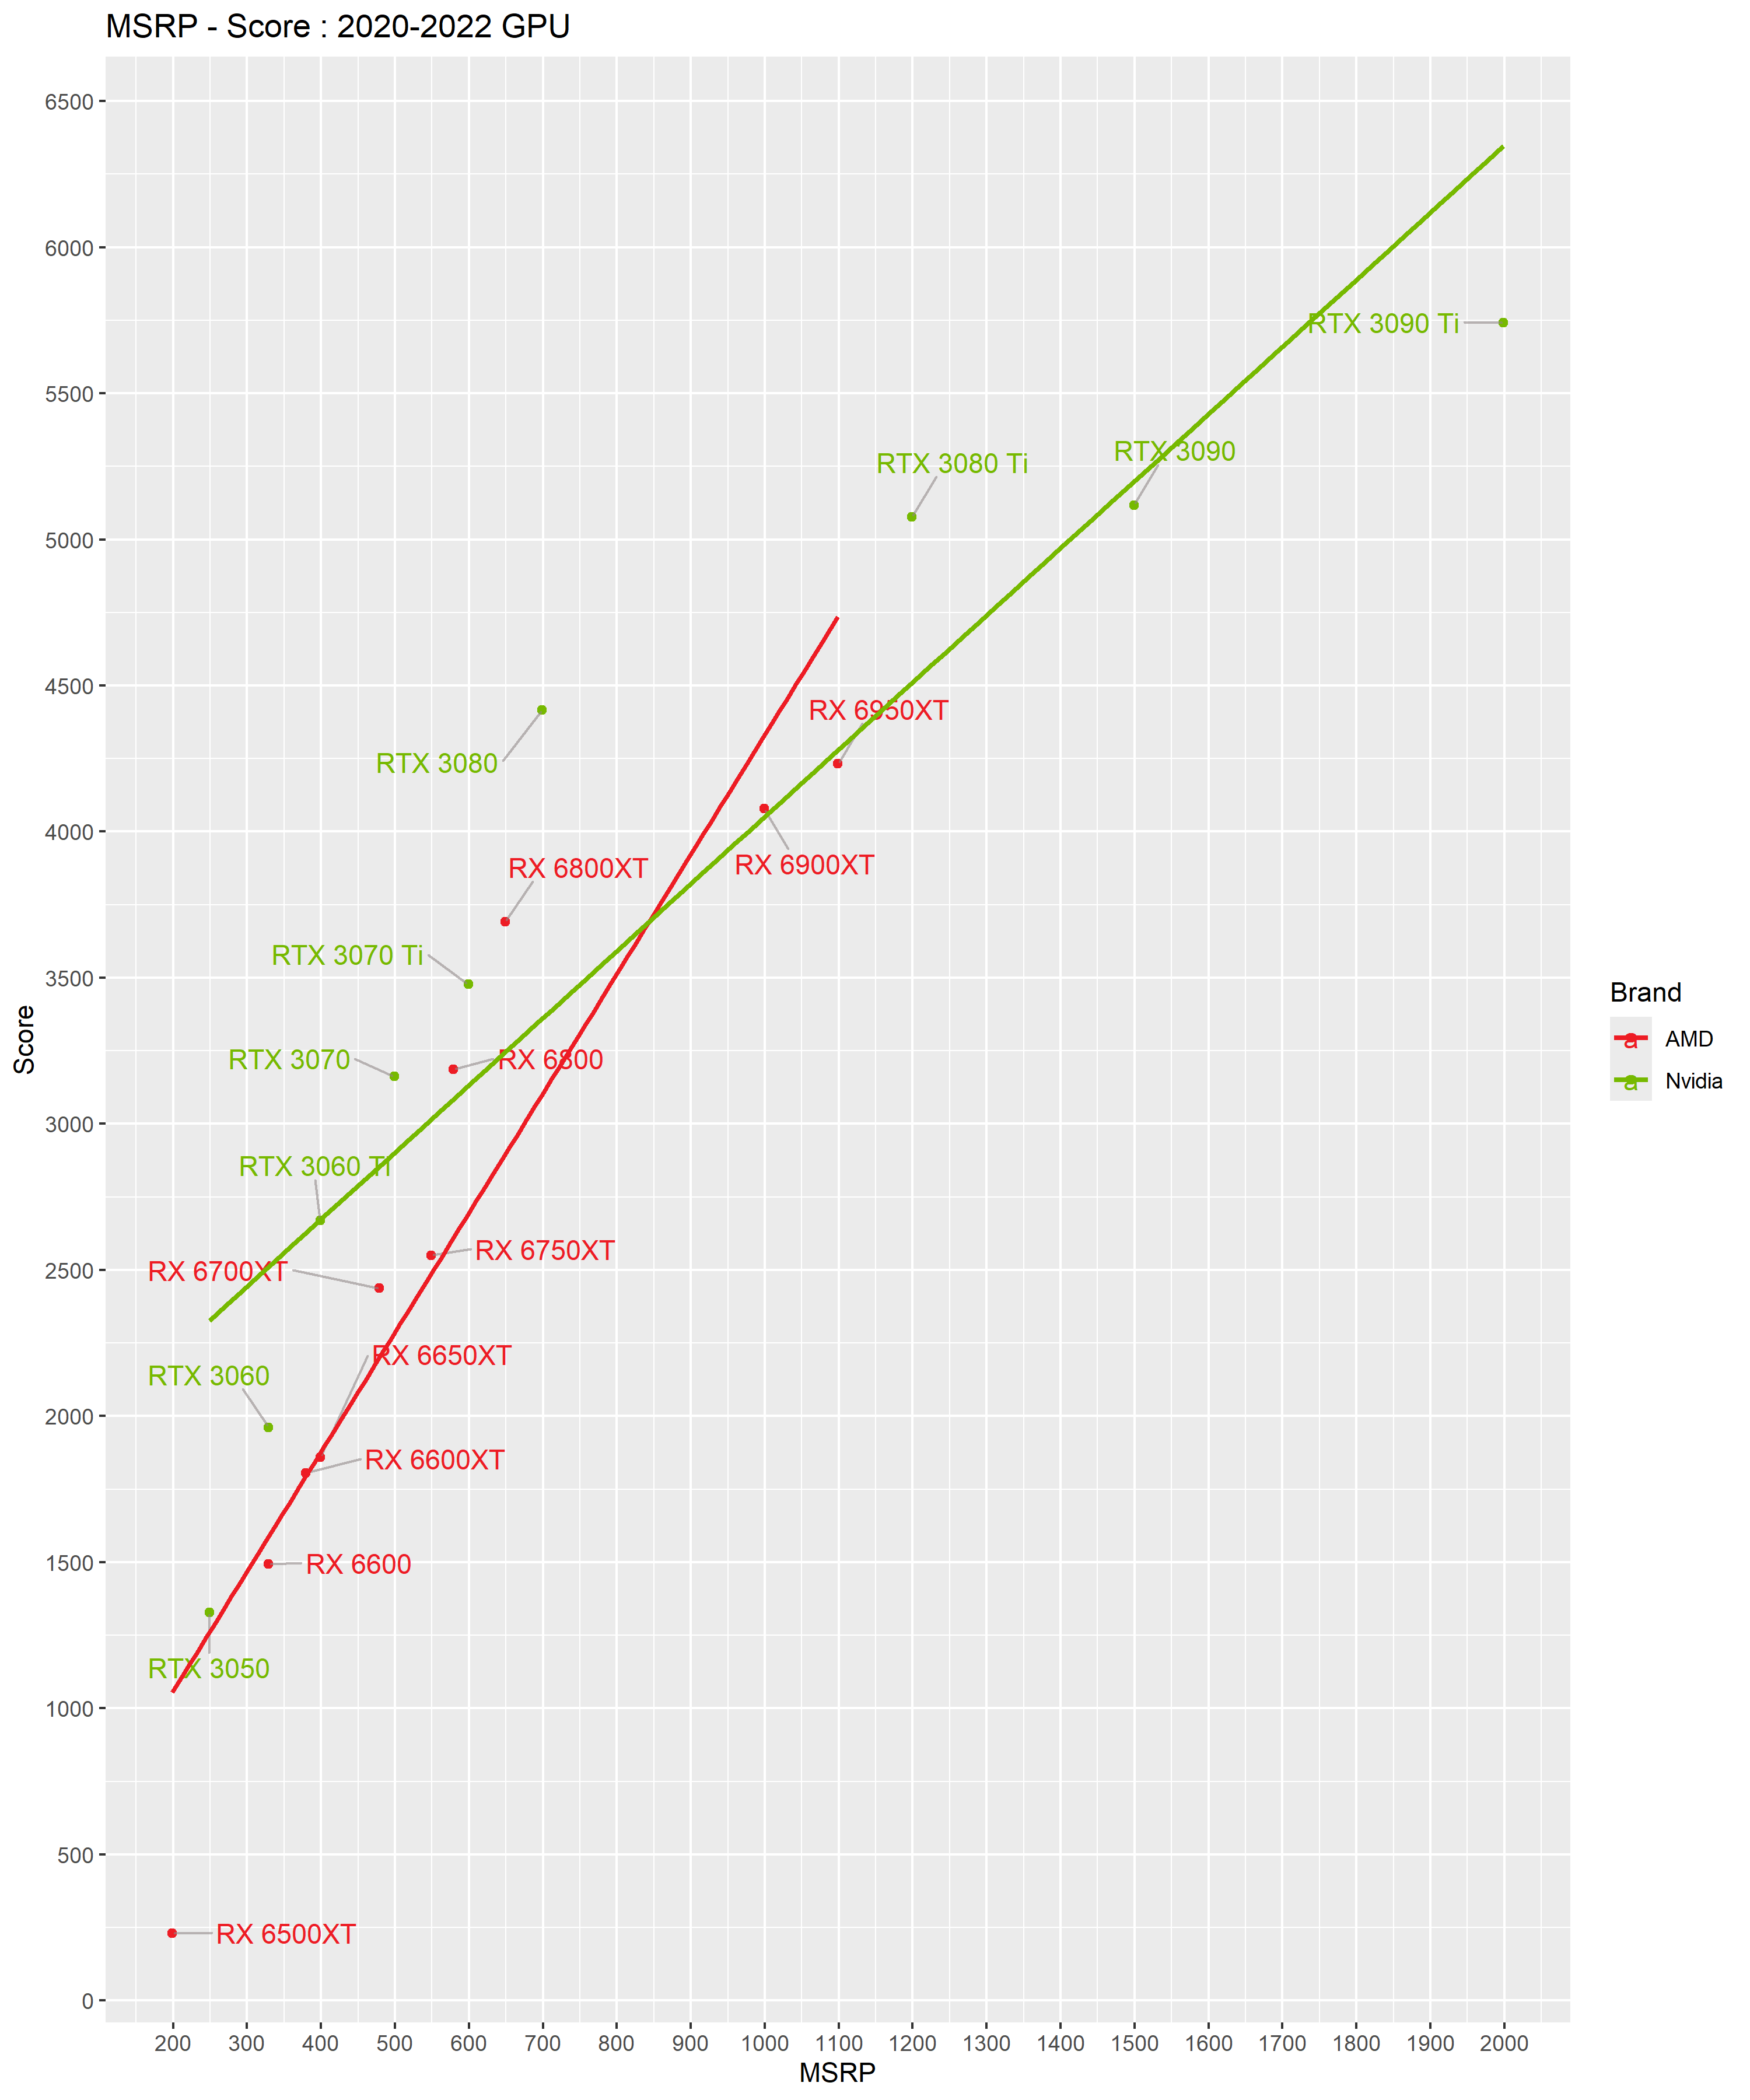 MSRP - Score : 2020-2022 GPU
6500
6000
RTX 3090 Ti
5500
RTX 3090
RTX 3080 Ti
5000
4500
RX 6950XT
RTX 3080
4000
RX 6800XT
RX 6900XT
RTX 3070 Ti
3500
Score
Brand
a AMD
a Nvidia
RTX 3070
RX 6800
3000
RTX 3060 Ti
RX 6750XT
2500
RX 6700XT
RX 6650XT
RTX 3060
2000
RX 6600XT
1500
RX 6600
RTX 3050
1000
500
RX 6500XT
0
200 300 400 500 600 700 800 900 1000 1100 1200 1300 1400 1500 1600 1700 1800 1900 2000
MSRP